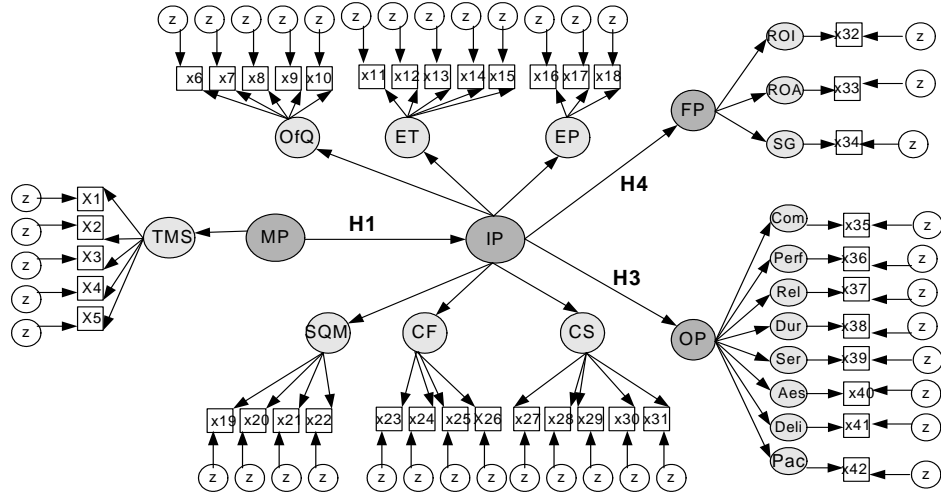 z z z z z z z z z z z z z
x6 x7 x8 x9 x10 x11 x12 x13 x14 x15 x16 x17 x18
OfQ ET EP
ROI x32 z
ROA x33 z
FP
SG x34 z
H4
z X1
z X2
z X3
z X4
z X5
TMS MP H1 IP
H3
SQM CF CS OP
Com x35 z
Perf x36 z
Rel x37 z
Dur x38 z
Ser x39 z
Aes x40 z
Deli x41 z
Pac x42 z
x19 x20 x21 x22 x23 x24 x25 X26 x27 x28 x29 x30 x31
z z z z z z z z z z z z z